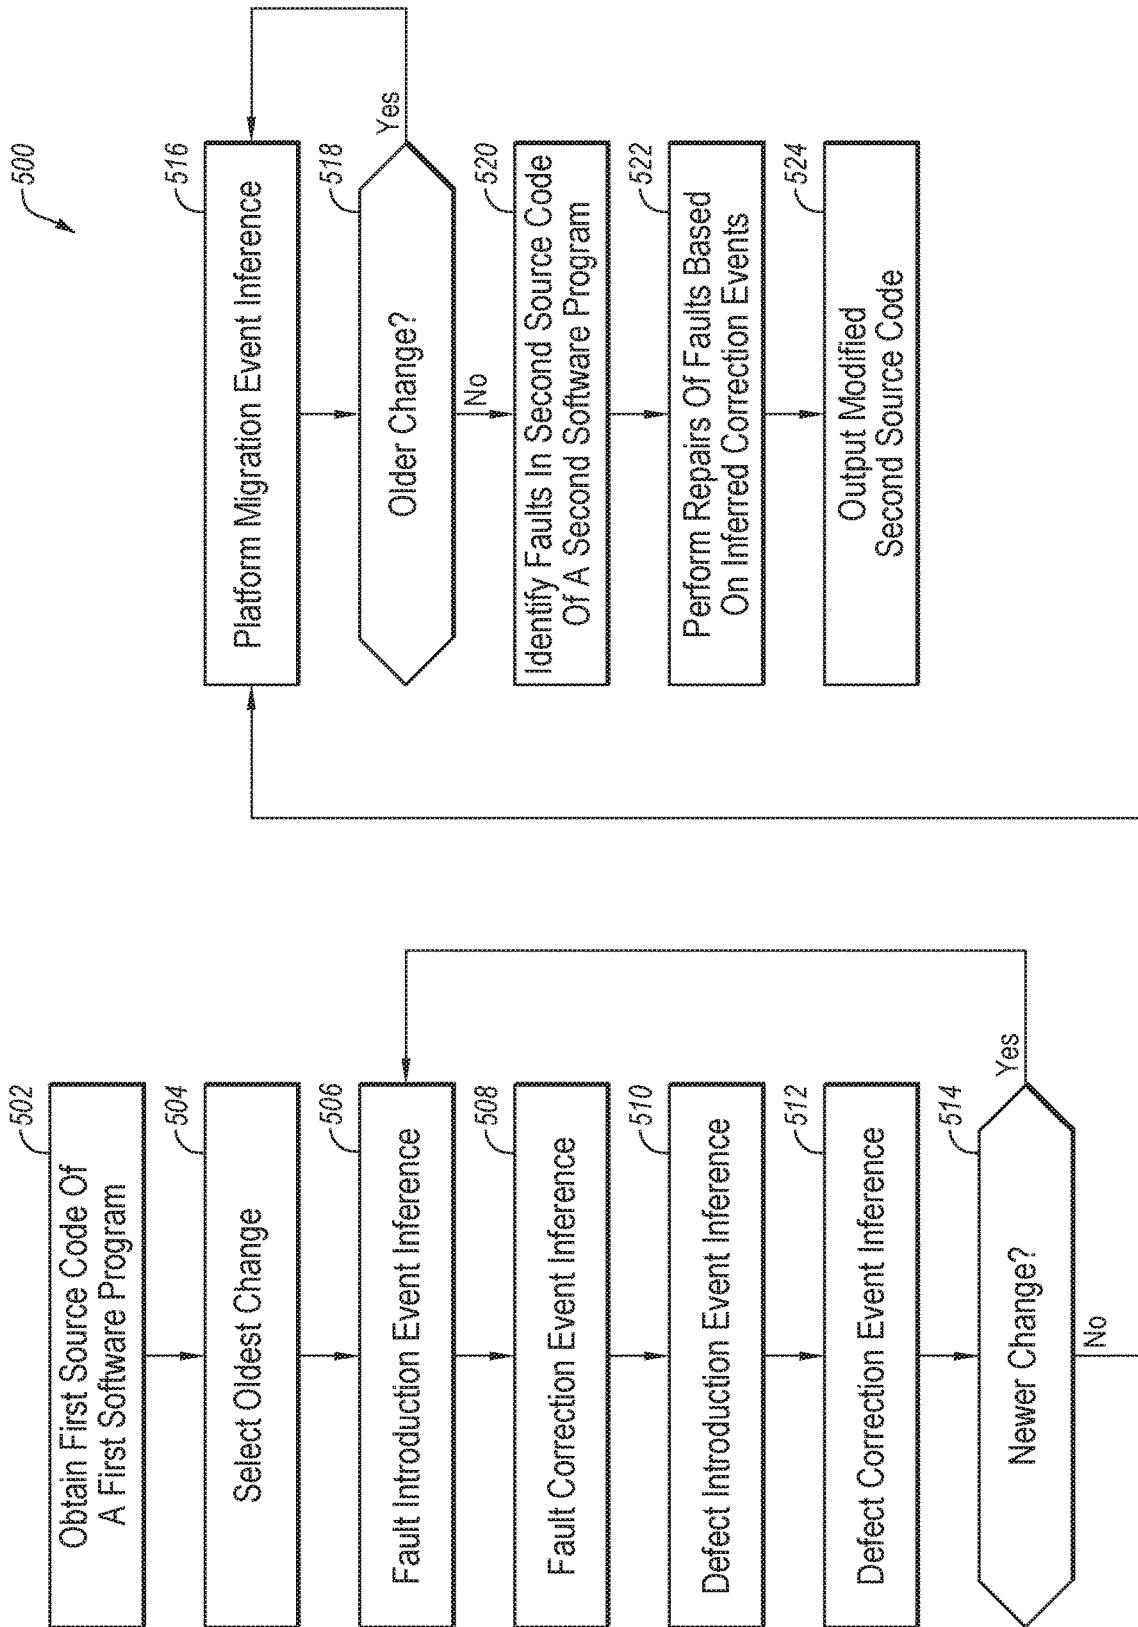 500
502
Obtain First Source Code Of
A First Software Program
504
Select Oldest Change
506
Fault Introduction Event Inference
508
Fault Correction Event Inference
510
Defect Introduction Event Inference
512
Defect Correction Event Inference
514
Newer Change?
Yes
No
516
Platform Migration Event Inference
518
Older Change?
Yes
No
520
Identify Faults In Second Source Code
Of A Second Software Program
522
Perform Repairs Of Faults Based
On Inferred Correction Events
524
Output Modified
Second Source Code